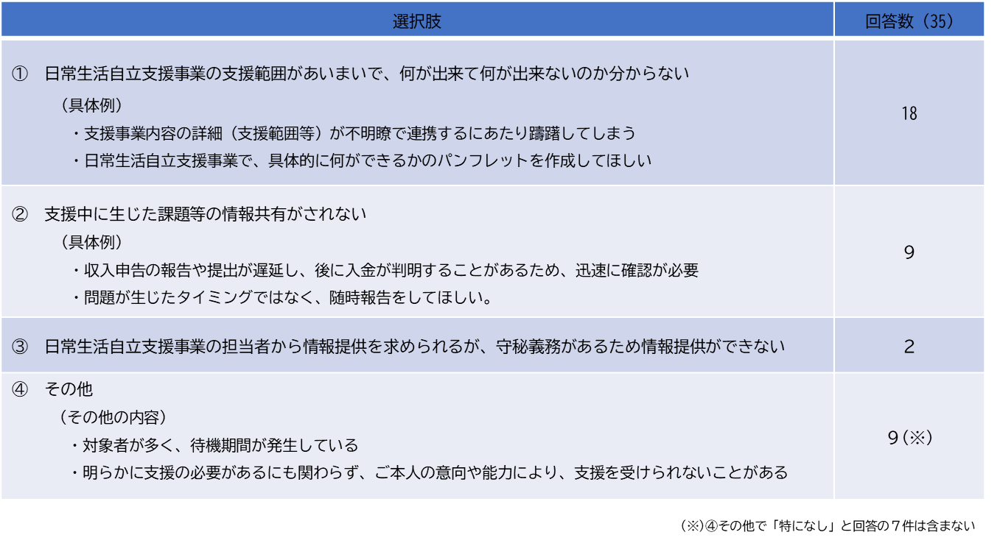 選択肢 回答数（35）
① 日常生活自立支援事業の支援範囲があいまいで、何が出来て何が出来ないのか分からない
（具体例）
・支援事業内容の詳細（支援範囲等）が不明瞭で連携するにあたり躊躇してしまう
・日常生活自立支援事業で、具体的に何ができるかのパンフレットを作成してほしい
18
② 支援中に生じた課題等の情報共有がされない
（具体例）
・収入申告の報告や提出が遅延し、後に入金が判明することがあるため、迅速に確認が必要
・問題が生じたタイミングではなく、随時報告をしてほしい。
９
③ 日常生活自立支援事業の担当者から情報提供を求められるが、守秘義務があるため情報提供ができない
２
④ その他
（その他の内容）
・対象者が多く、待機期間が発生している
・明らかに支援の必要があるにも関わらず、ご本人の意向や能力により、支援を受けられないことがある
９(※)
(※)④その他で「特になし」と回答の７件は含まない